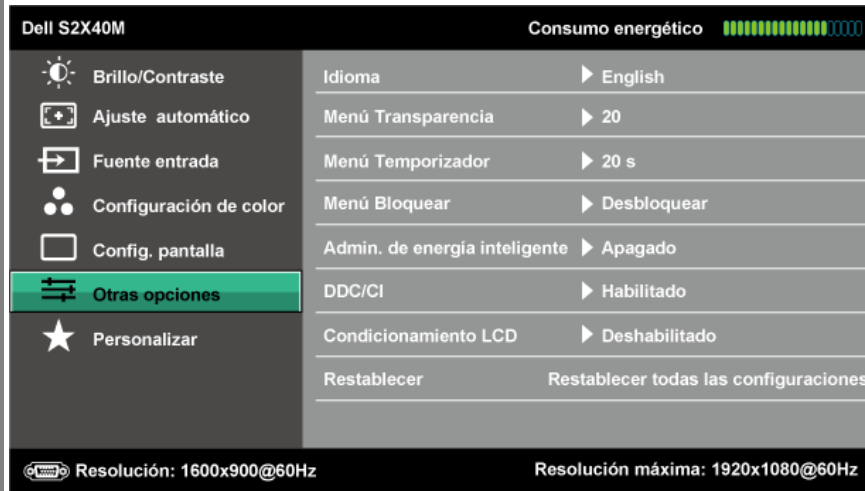 Dell S2X40M Consumo energético
Brillo/Contraste Idioma English
Ajuste automático Menú Transparencia 20
Fuente entrada Menú Temporizador 20 s
Configuración de color Menú Bloquear Desbloquear
Config. pantalla Admin. de energía inteligente Apagado
Otras opciones DDC/CI Habilitado
Personalizar Condicionamiento LCD Deshabilitado
Restablecer Restablecer todas las configuraciones
Resolución: 1600x900@60Hz Resolución máxima: 1920x1080@60Hz